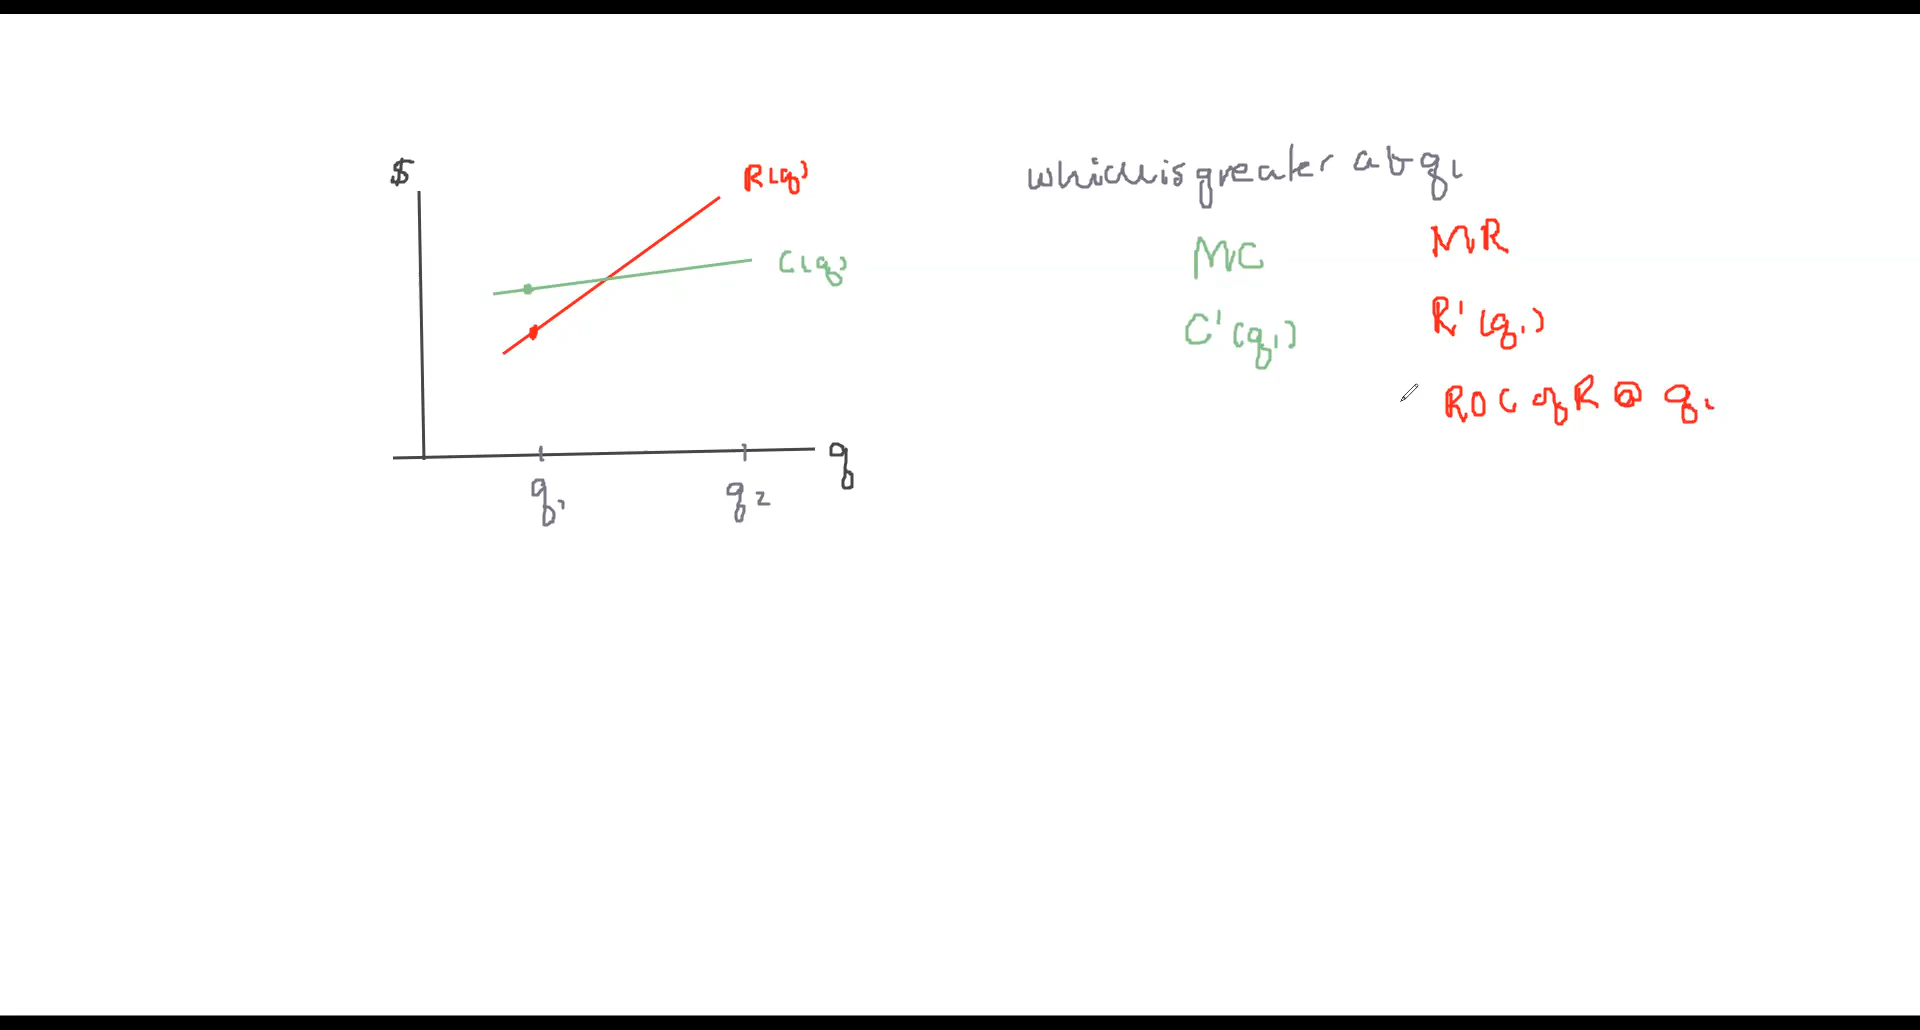 $
R(q)
C(q)
q
q1
q2
which is greater at q1
MC
MR
C'(q1)
R'(q1)
ROC of R @ q1